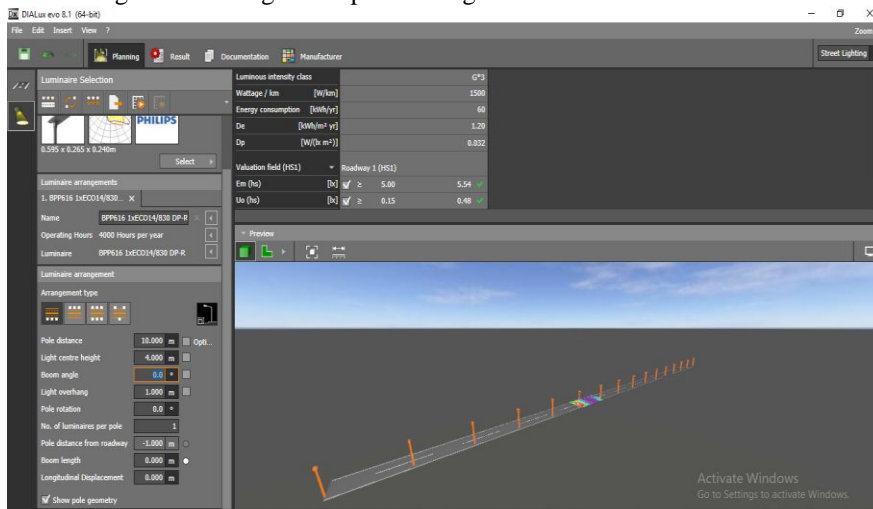 DIALux evo 8.1 (64-bit)
File Edit Insert View ?
Zoom
Planning Result Documentation Manufacturer
Street Lighting
Luminaire Selection
PHILIPS
0.595 x 0.265 x 0.240m
Select
Luminaire arrangements
1. BPP616 1xECO14/830... x
Name BPP616 1xECO14/830 DP-R
Operating Hours 4000 Hours per year
Luminaire BPP616 1xECO14/830 DP-R
Luminaire arrangement
Arrangement type
Pole distance 10.000 m Opti...
Light centre height 4.000 m
Boom angle 0.0 °
Light overhang 1.000 m
Pole rotation 0.0 °
No. of luminaires per pole 1
Pole distance from roadway -1.000 m
Boom length 0.000 m
Longitudinal Displacement 0.000 m
Show pole geometry
Luminous intensity class G*3
Wattage / km [W/km] 1500
Energy consumption [kWh/yr] 60
De [kWh/m² yr] 1.20
Dp [W/(lx m²)] 0.032
Valuation field (HS1) Roadway 1 (HS1)
Em (hs) [lx] ≥ 5.00 5.54
Uo (hs) [lx] ≥ 0.15 0.48
Preview
Activate Windows
Go to Settings to activate Windows.